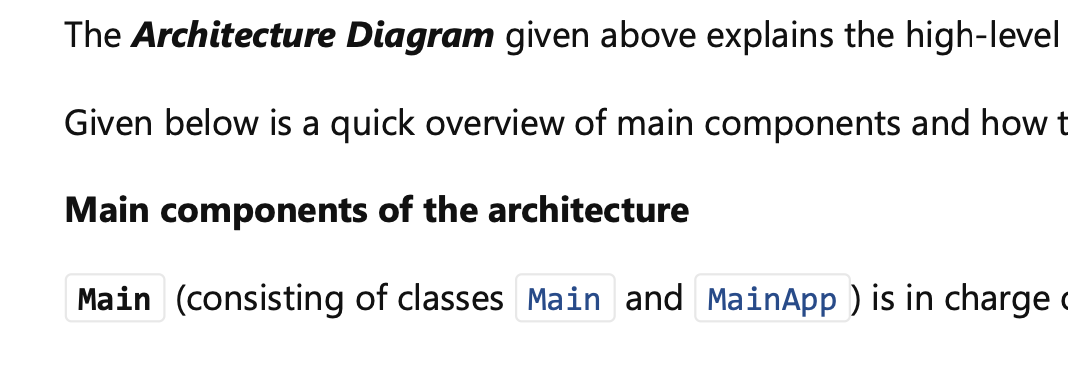 The Architecture Diagram given above explains the high-level
Given below is a quick overview of main components and how t
Main components of the architecture
Main (consisting of classes Main and MainApp) is in charge